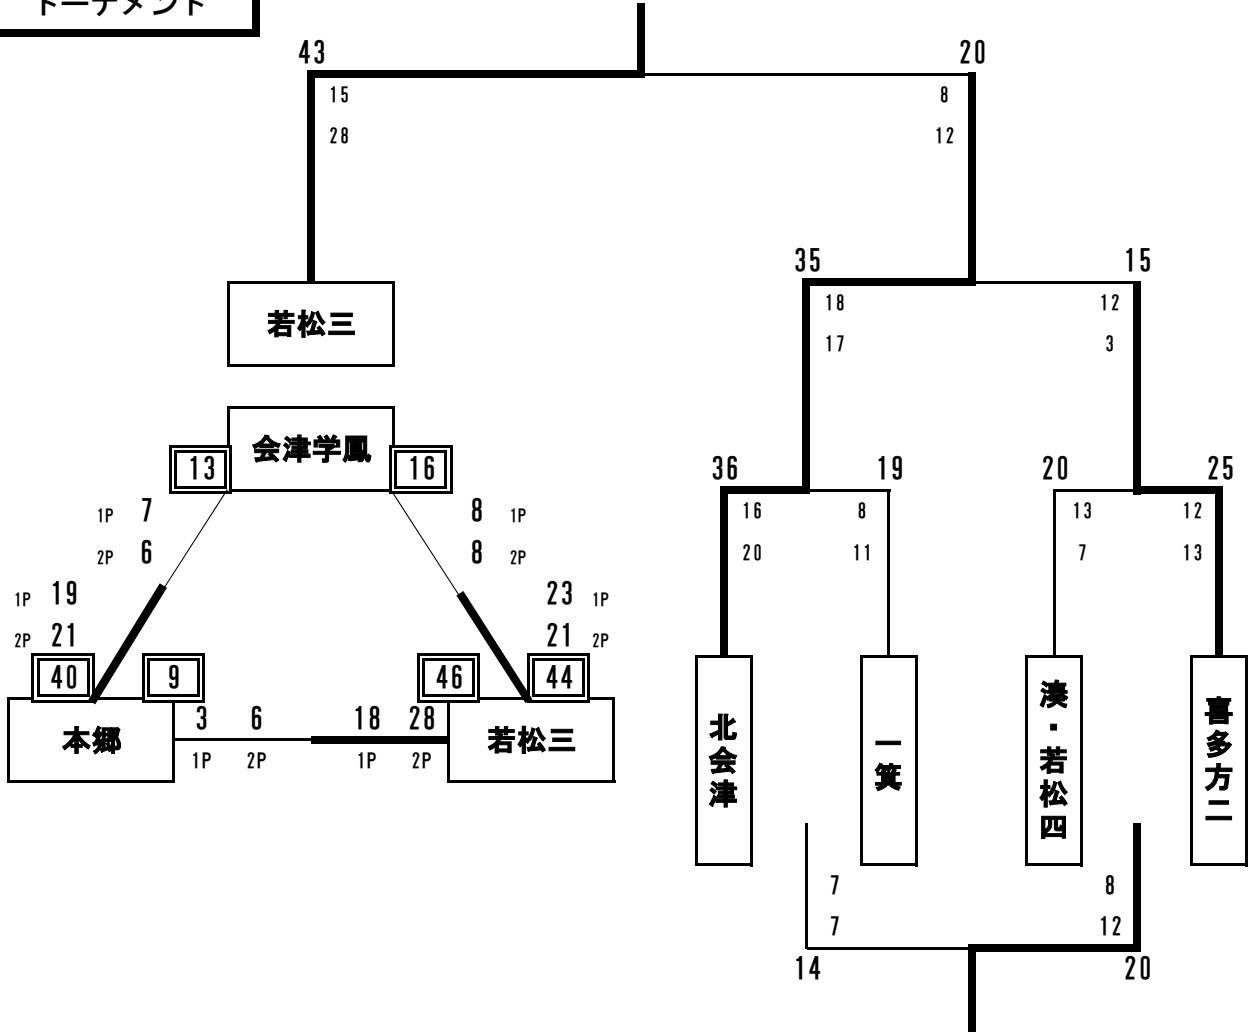 トーナメント
43 20
15 8
28 12
35 15
18 12
17 3
若松三
会津学鳳
13 16
36 19 20 25
1P 7 8 1P
16 8 13 12
2P 6 8 2P
20 11 7 13
1P 19 23 1P
2P 21 21 2P
40 9 46 44
本郷
3 6 18 28
1P 2P 1P 2P
若松三
北会津
一箕
湊・若松四
喜多方二
7 8
7 12
14 20